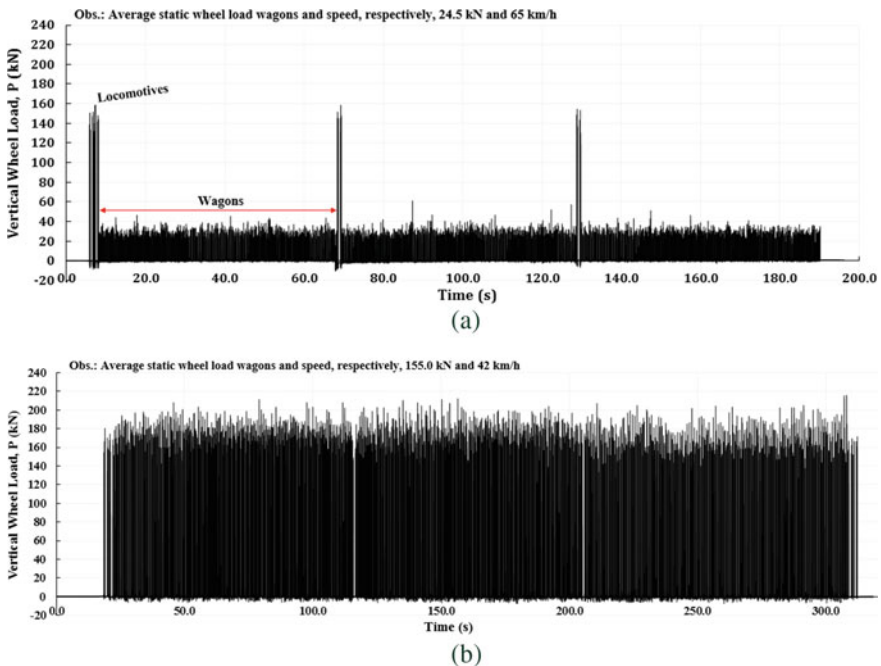 Obs.: Average static wheel load wagons and speed, respectively, 24.5 kN and 65 km/h
Vertical Wheel Load, P (kN)
240
220
200
180
160
140
120
100
80
60
40
20
0
-20
Locomotives
Wagons
0.0 20.0 40.0 60.0 80.0 100.0 120.0 140.0 160.0 180.0 200.0
Time (s)
(a)
Obs.: Average static wheel load wagons and speed, respectively, 155.0 kN and 42 km/h
Vertical Wheel Load, P (kN)
240
220
200
180
160
140
120
100
80
60
40
20
0
-20
0.0 50.0 100.0 150.0 200.0 250.0 300.0
Time (s)
(b)